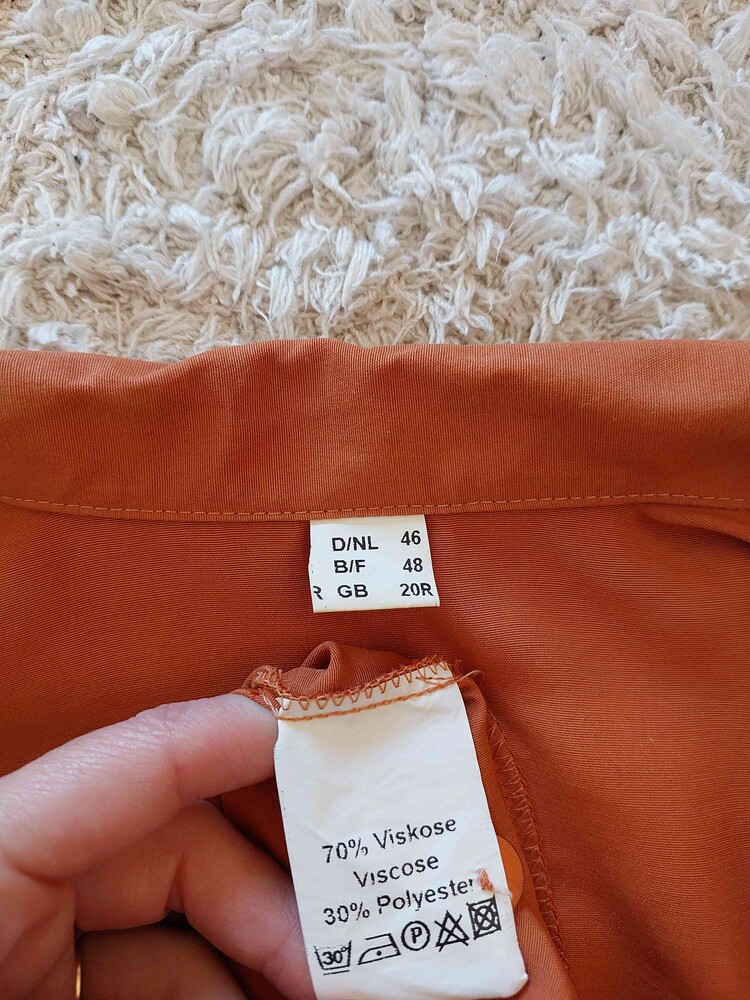 D/NL 46
B/F 48
R GB 20R
70% Viskose
Viscose
30% Polyester
30° P